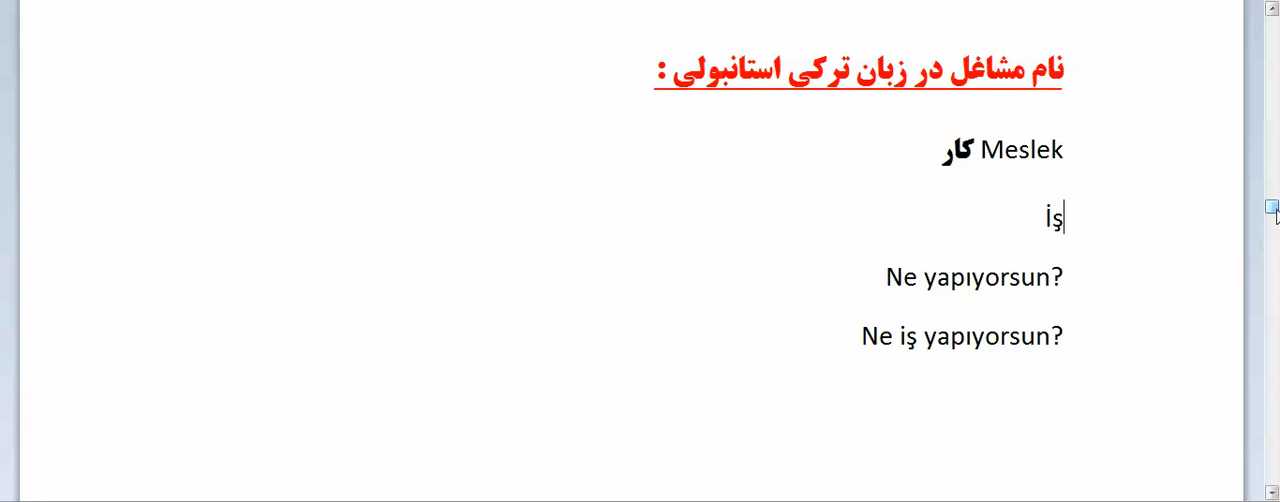 نام مشاغل در زبان ترکی استانبولی :
Meslek کار
İş
Ne yapıyorsun?
Ne iş yapıyorsun?